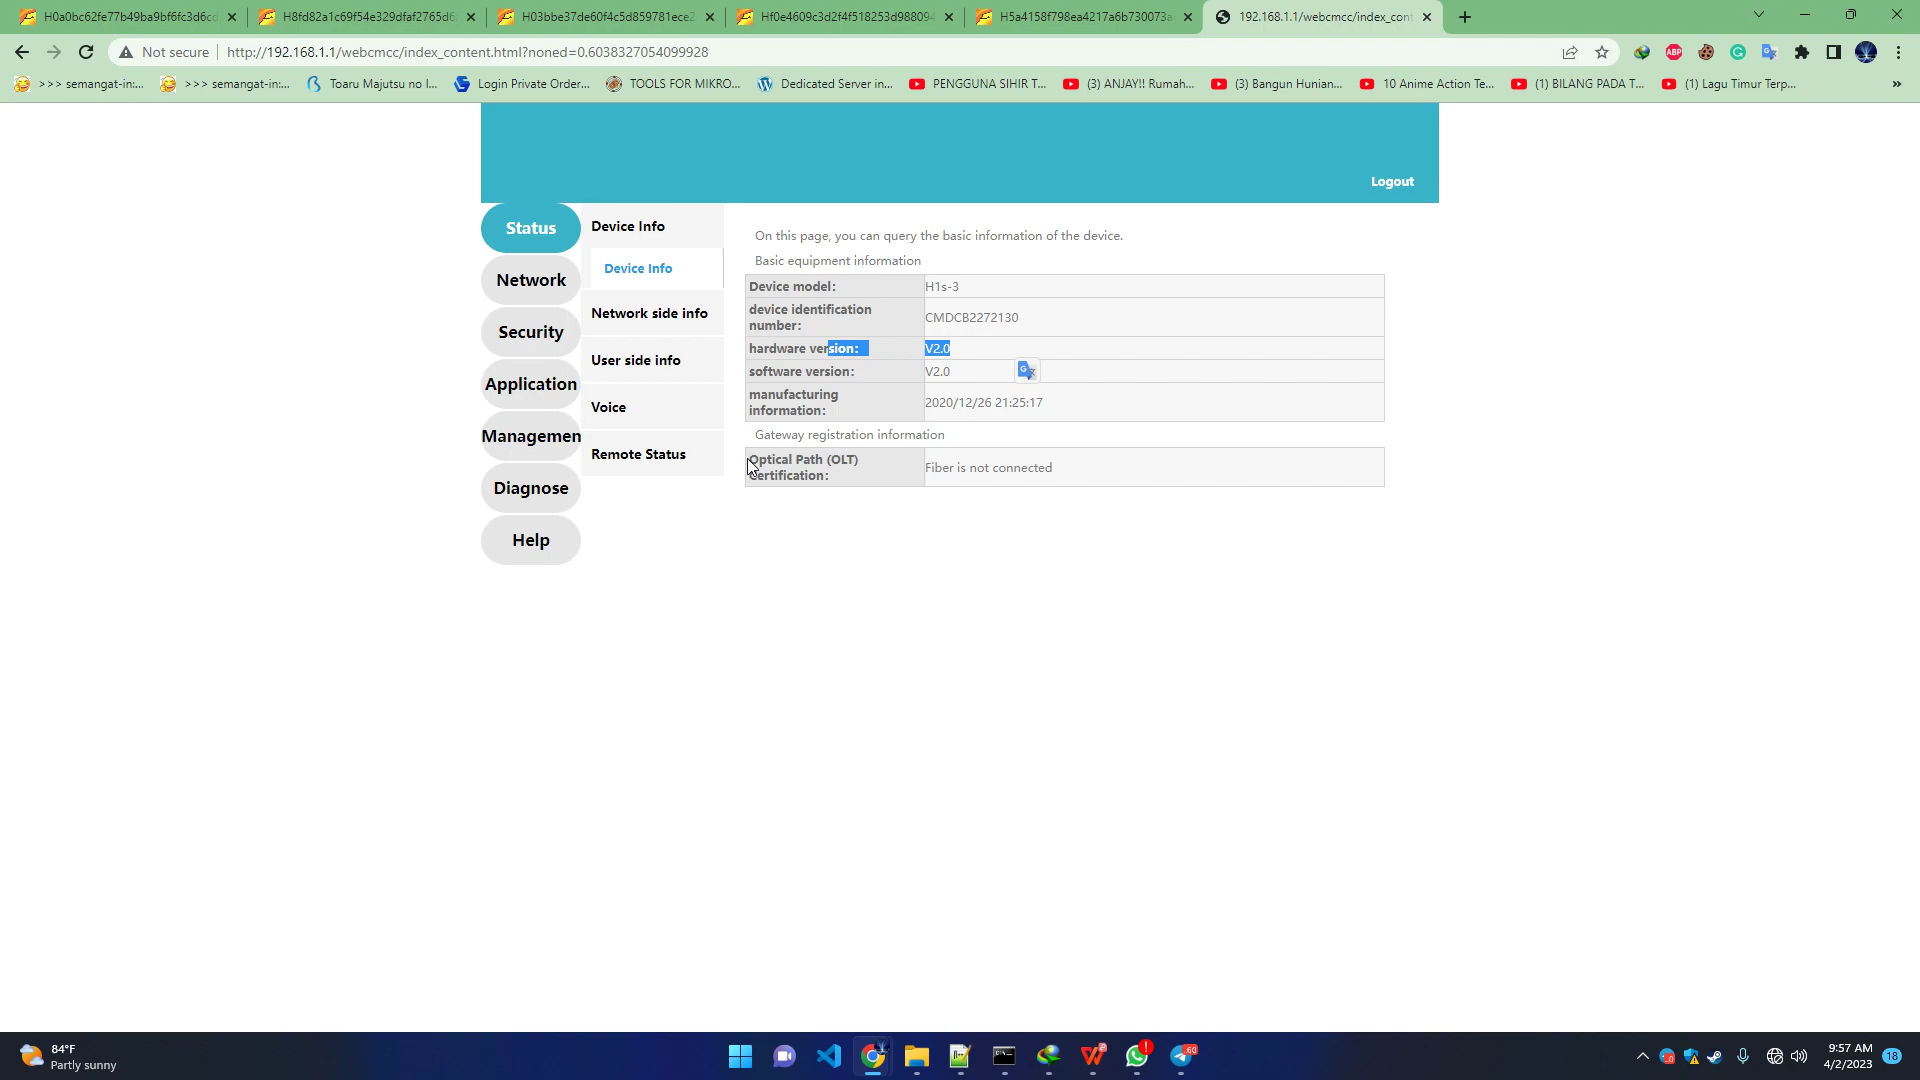 H0a0bc62fe77b49ba9bf6fc3d6cd
H8fd82a1c69f54e329dfaf2765d6
H03bbe37de60f4c5d859781ece2
Hf0e4609c3d2f4f518253d988094
H5a4158f798ea4217a6b730073a
192.168.1.1/webcmcc/index_cont
Not secure
http://192.168.1.1/webcmcc/index_content.html?noned=0.6038327054099928
>>> semangat-in:...
>>> semangat-in:...
Toaru Majutsu no I...
Login Private Order...
TOOLS FOR MIKRO...
Dedicated Server in...
PENGGUNA SIHIR T...
(3) ANJAY!! Rumah...
(3) Bangun Hunian...
10 Anime Action Te...
(1) BILANG PADA T...
(1) Lagu Timur Terp...
»
ABP
Logout
Status
Network
Security
Application
Managemen
Diagnose
Help
Device Info
Device Info
Network side info
User side info
Voice
Remote Status
On this page, you can query the basic information of the device.
Basic equipment information
Device model: H1s-3
device identification number: CMDCB2272130
hardware version: V2.0
software version: V2.0
manufacturing information: 2020/12/26 21:25:17
Gateway registration information
Optical Path (OLT) Certification: Fiber is not connected
84°F
Partly sunny
60
9:57 AM
4/2/2023
18